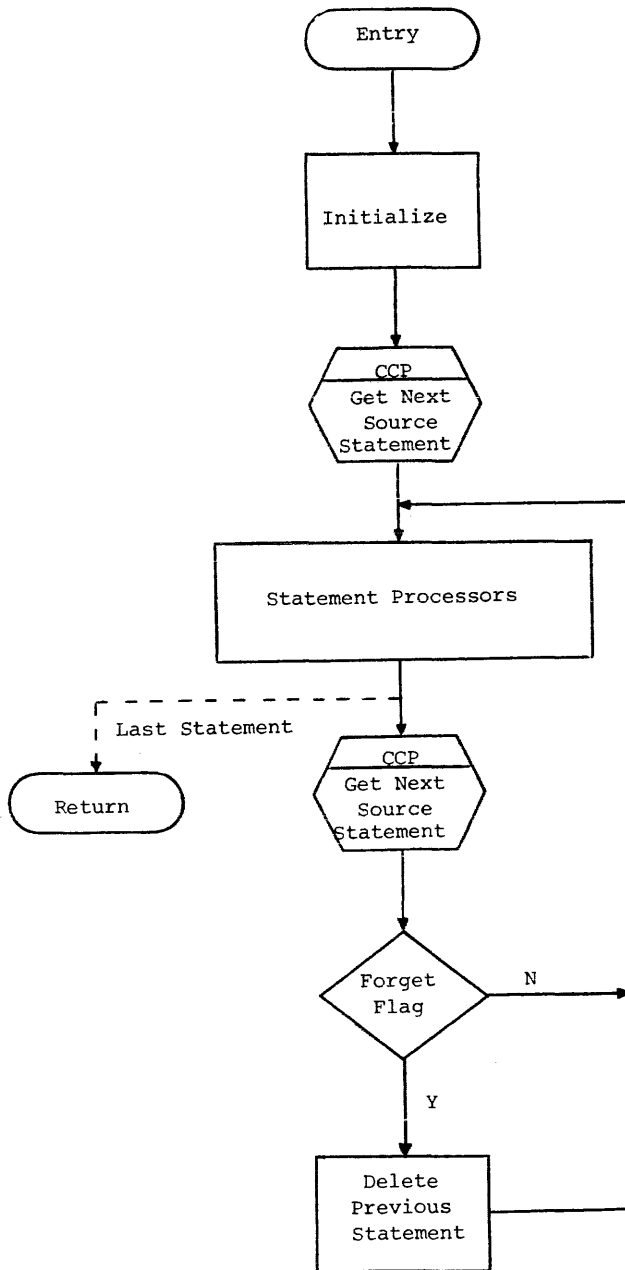 Entry
Initialize
CCP
Get Next
Source
Statement
Statement Processors
Last Statement
CCP
Get Next
Source
Statement
Return
Forget
Flag
N
Y
Delete
Previous
Statement